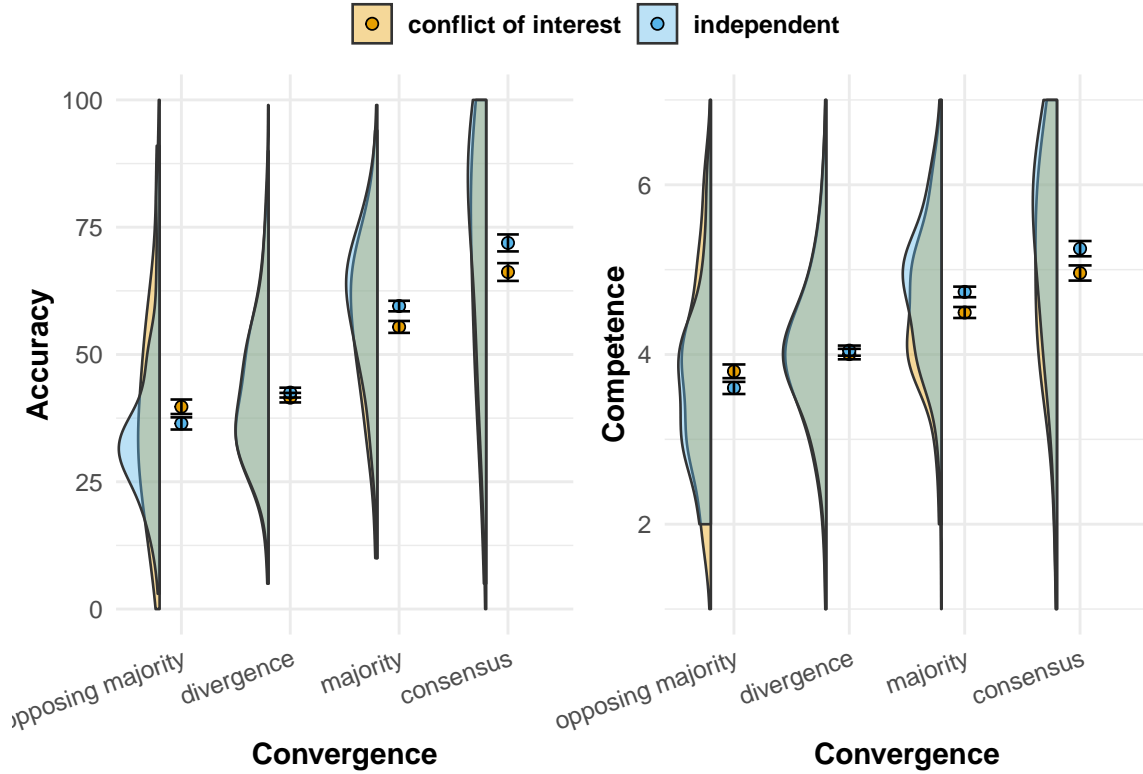 conflict of interest independent
Accuracy
100
75
50
25
0
pposing majority
divergence
majority
consensus
Convergence
Competence
6
4
2
opposing majority
divergence
majority
consensus
Convergence